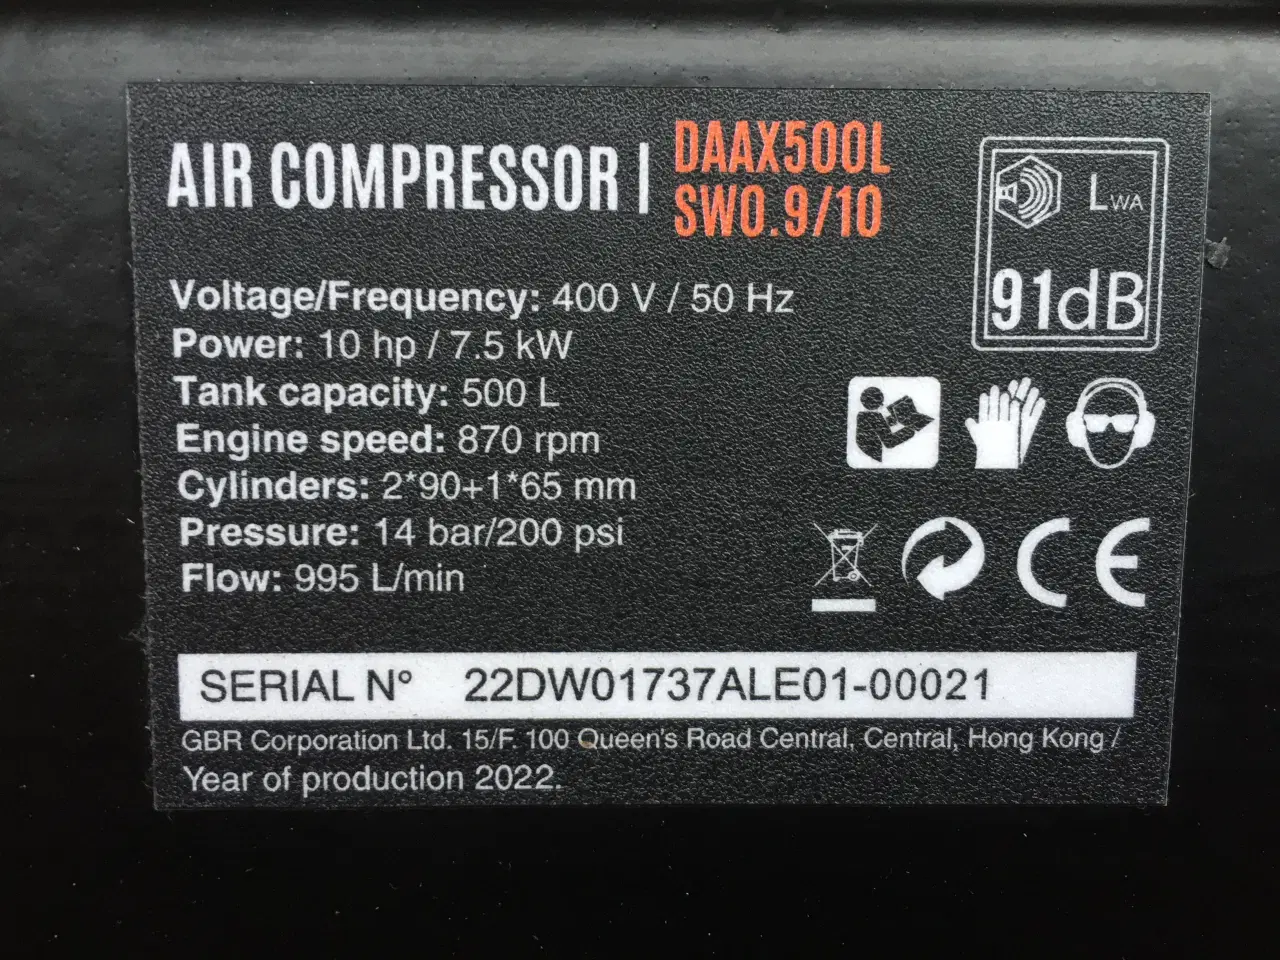 AIR COMPRESSOR | DAAX500L
SW0.9/10
LWA
91dB
Voltage/Frequency: 400 V / 50 Hz
Power: 10 hp / 7.5 kW
Tank capacity: 500 L
Engine speed: 870 rpm
Cylinders: 2*90+1*65 mm
Pressure: 14 bar/200 psi
Flow: 995 L/min
CE
SERIAL N° 22DW01737ALE01-00021
GBR Corporation Ltd. 15/F. 100 Queen's Road Central, Central, Hong Kong /
Year of production 2022.